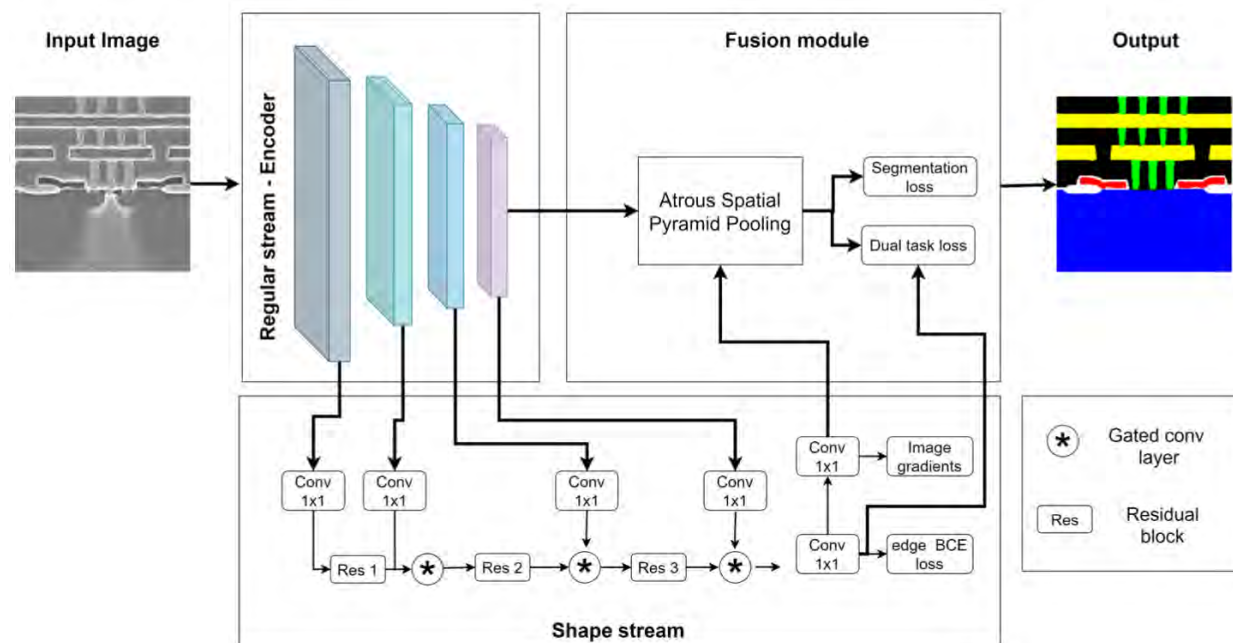 Input Image
Fusion module
Output
Regular stream - Encoder
Atrous Spatial
Pyramid Pooling
Segmentation
loss
Dual task loss
Conv
1x1
Conv
1x1
Conv
1x1
Conv
1x1
Conv
1x1
Image
gradients
Res 1
*
Res 2
*
Res 3
*
Conv
1x1
edge BCE
loss
Shape stream
*
Gated conv
layer
Res
Residual
block